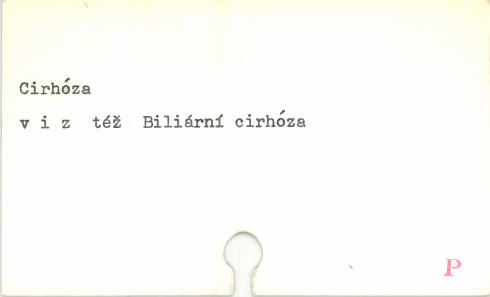 Cirhóza
v i z též Biliární cirhóza
P